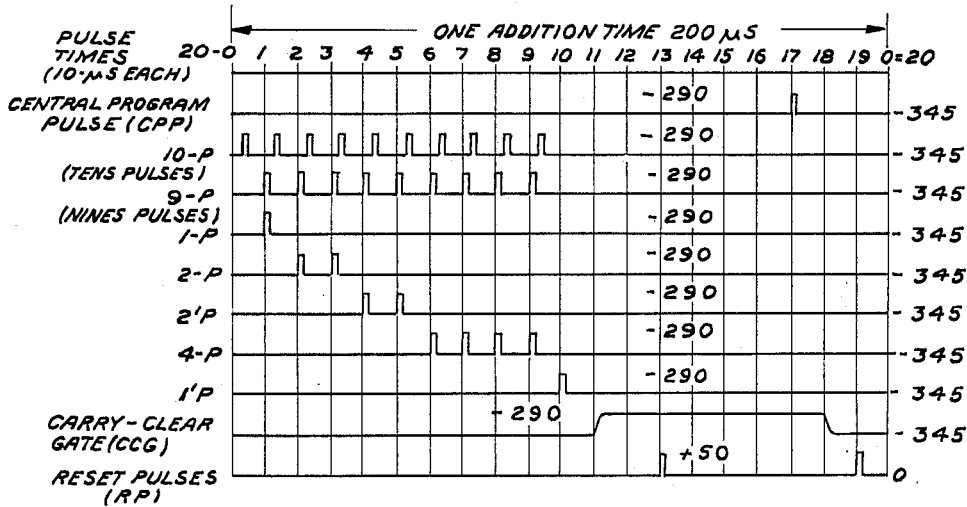 ONE ADDITION TIME 200 µS
PULSE TIMES (10-µS EACH)
20-0 1 2 3 4 5 6 7 8 9 10 11 12 13 14 15 16 17 18 19 0=20
CENTRAL PROGRAM PULSE (CPP) -290 -345
10-P (TENS PULSES) -290 -345
9-P (NINES PULSES) -290 -345
1-P -290 -345
2-P -290 -345
2'P -290 -345
4-P -290 -345
1'P -290 -345
CARRY-CLEAR GATE (CCG) -290 -345
RESET PULSES (RP) +50 0